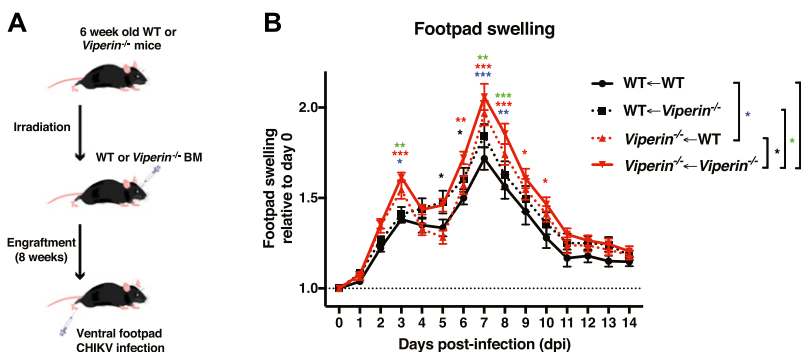 A
6 week old WT or
Viperin-/- mice
Irradiation
WT or Viperin-/- BM
Engraftment
(8 weeks)
Ventral footpad
CHIKV infection
B
Footpad swelling
Footpad swelling
relative to day 0
2.0
1.5
1.0
**
***
*
*
**
*
**
***
***
***
***
**
*
*
0 1 2 3 4 5 6 7 8 9 10 11 12 13 14
Days post-infection (dpi)
WT←WT
WT←Viperin-/-
Viperin-/-←WT
Viperin-/-←Viperin-/-
*
*
*